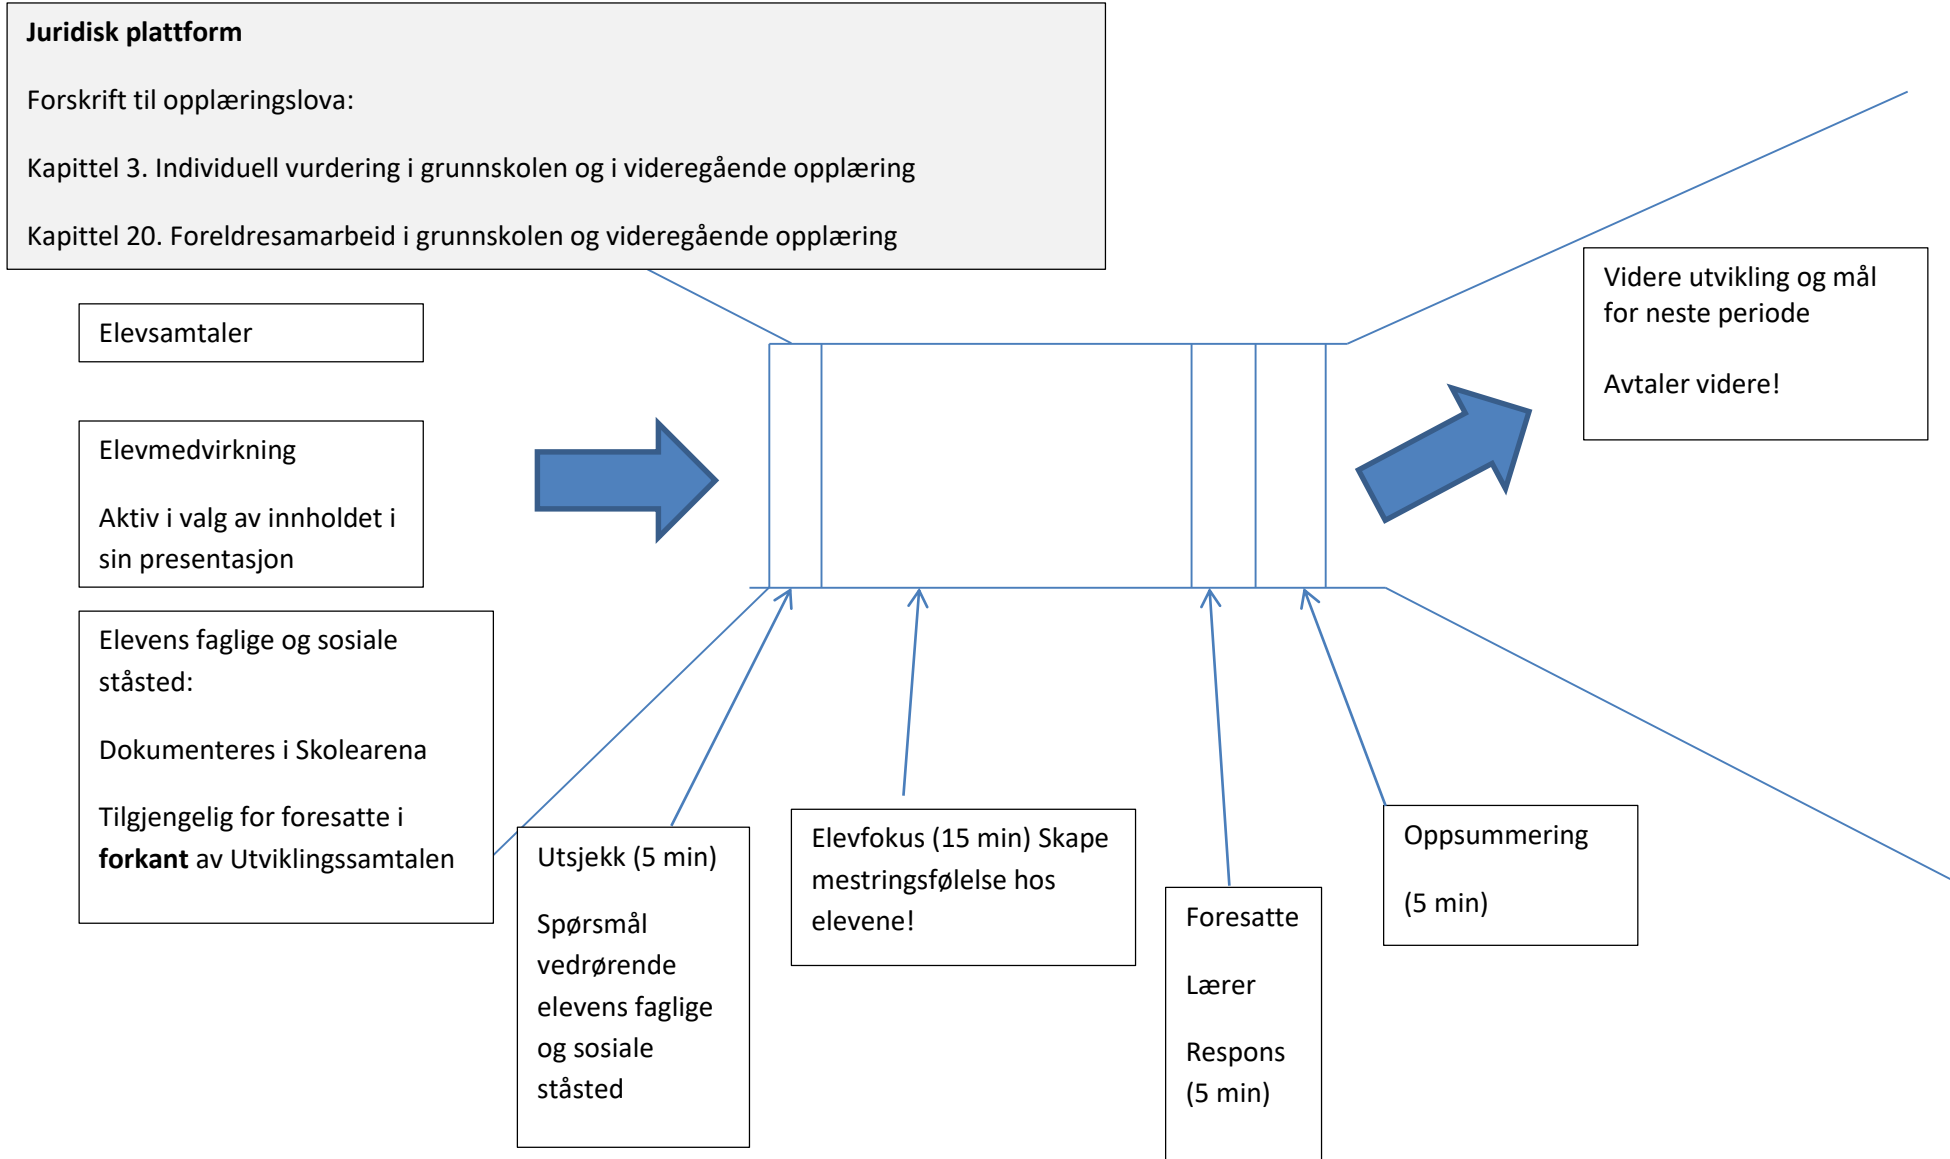 Juridisk plattform
Forskrift til opplæringslova:
Kapittel 3. Individuell vurdering i grunnskolen og i videregående opplæring
Kapittel 20. Foreldresamarbeid i grunnskolen og videregående opplæring
Elevsamtaler
Elevmedvirkning
Aktiv i valg av innholdet i
sin presentasjon
Elevens faglige og sosiale
ståsted:
Dokumenteres i Skolearena
Tilgjengelig for foresatte i
forkant av Utviklingssamtalen
Utsjekk (5 min)
Spørsmål
vedrørende
elevens faglige
og sosiale
ståsted
Elevfokus (15 min) Skape
mestringsfølelse hos
elevene!
Foresatte
Lærer
Respons
(5 min)
Oppsummering
(5 min)
Videre utvikling og mål
for neste periode
Avtaler videre!